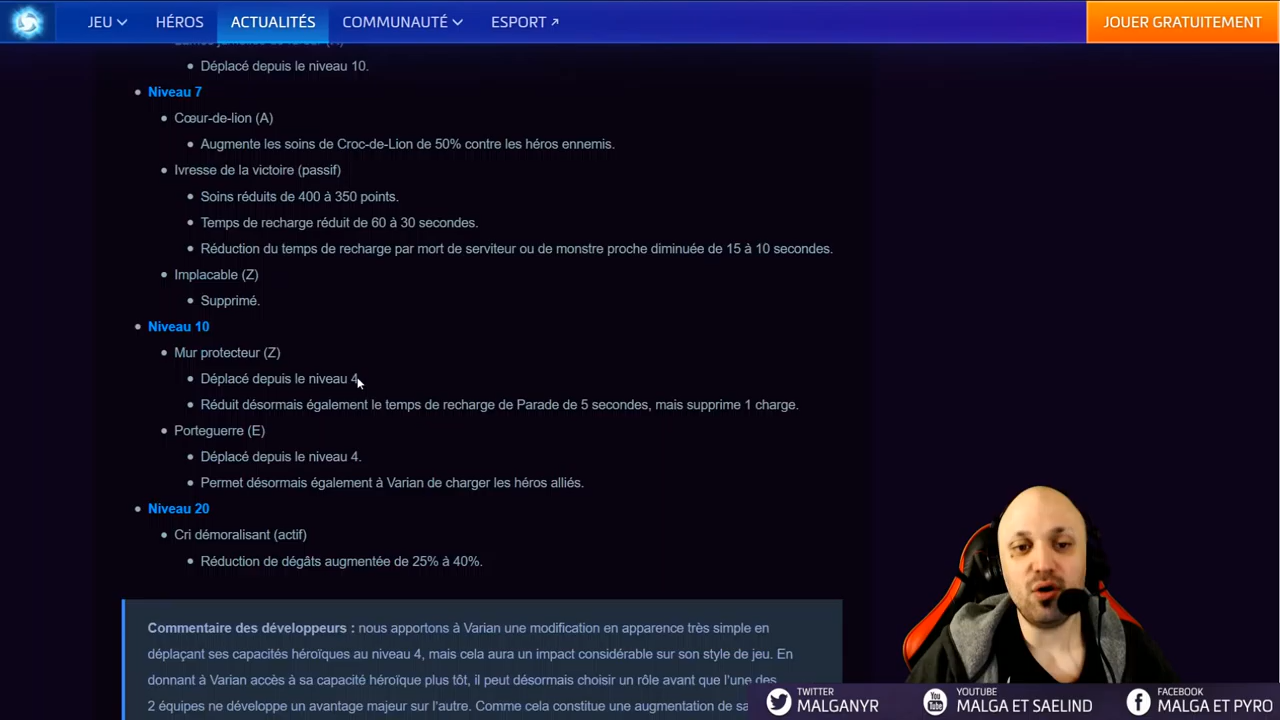 JEU HÉROS ACTUALITÉS COMMUNAUTÉ ESPORT JOUER GRATUITEMENT
Déplacé depuis le niveau 10.
Niveau 7
Cœur-de-lion (A)
Augmente les soins de Croc-de-Lion de 50% contre les héros ennemis.
Ivresse de la victoire (passif)
Soins réduits de 400 à 350 points.
Temps de recharge réduit de 60 à 30 secondes.
Réduction du temps de recharge par mort de serviteur ou de monstre proche diminuée de 15 à 10 secondes.
Implacable (Z)
Supprimé.
Niveau 10
Mur protecteur (Z)
Déplacé depuis le niveau 4
Réduit désormais également le temps de recharge de Parade de 5 secondes, mais supprime 1 charge.
Porteguerre (E)
Déplacé depuis le niveau 4.
Permet désormais également à Varian de charger les héros alliés.
Niveau 20
Cri démoralisant (actif)
Réduction de dégâts augmentée de 25% à 40%.
Commentaire des développeurs : nous apportons à Varian une modification en apparence très simple en
déplaçant ses capacités héroïques au niveau 4, mais cela aura un impact considérable sur son style de jeu. En
donnant à Varian accès à sa capacité héroïque plus tôt, il peut désormais choisir un rôle avant que l'une des
2 équipes ne développe un avantage majeur sur l'autre. Comme cela constitue une augmentation de sa
TWITTER
MALGANYR
YOUTUBE
MALGA ET SAELIND
FACEBOOK
MALGA ET PYRO